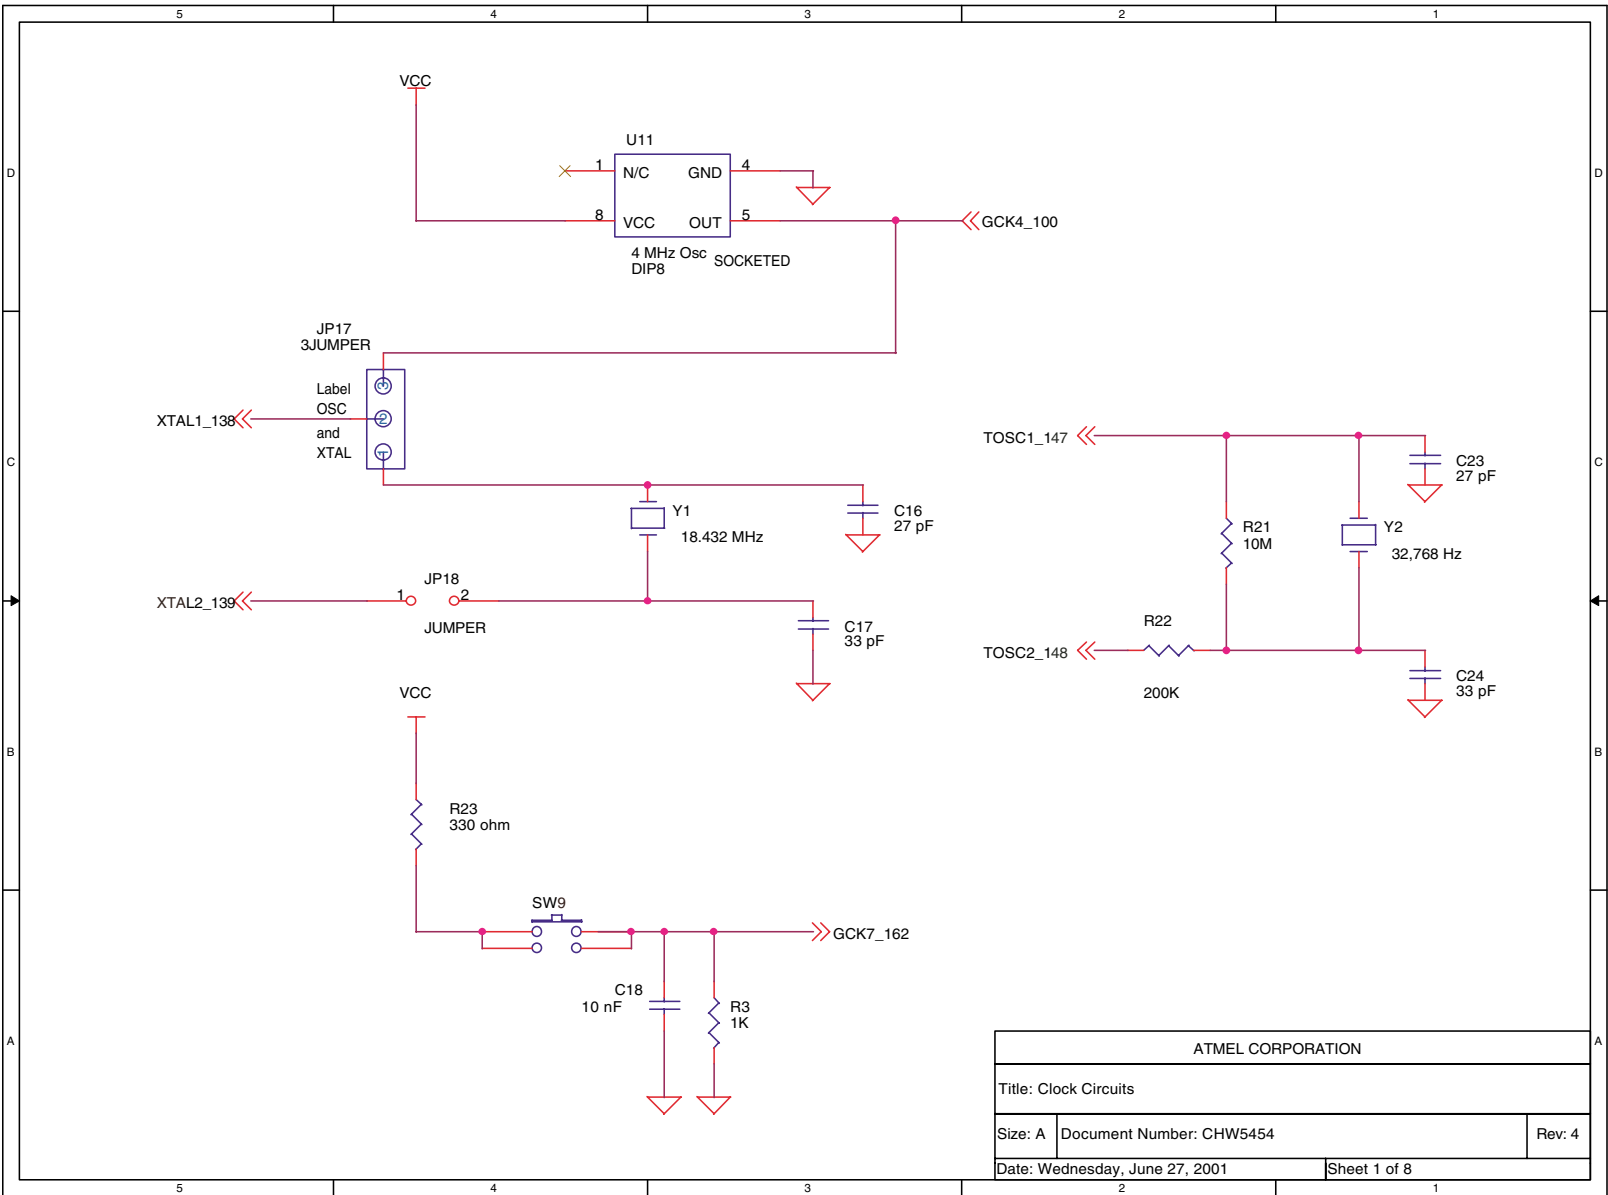 5 4 3 2 1
D D
C C
B B
A A
VCC
U11
1 N/C GND 4
8 VCC OUT 5
4 MHz Osc
DIP8
SOCKETED
GCK4_100
JP17
3JUMPER
Label
OSC
and
XTAL
3
2
1
XTAL1_138
Y1
18.432 MHz
C16
27 pF
XTAL2_139
JP18
1 2
JUMPER
C17
33 pF
TOSC1_147
C23
27 pF
R21
10M
Y2
32,768 Hz
R22
TOSC2_148
200K
C24
33 pF
VCC
R23
330 ohm
SW9
GCK7_162
C18
10 nF
R3
1K
ATMEL CORPORATION
Title: Clock Circuits
Size: A Document Number: CHW5454 Rev: 4
Date: Wednesday, June 27, 2001 Sheet 1 of 8
5 4 3 2 1